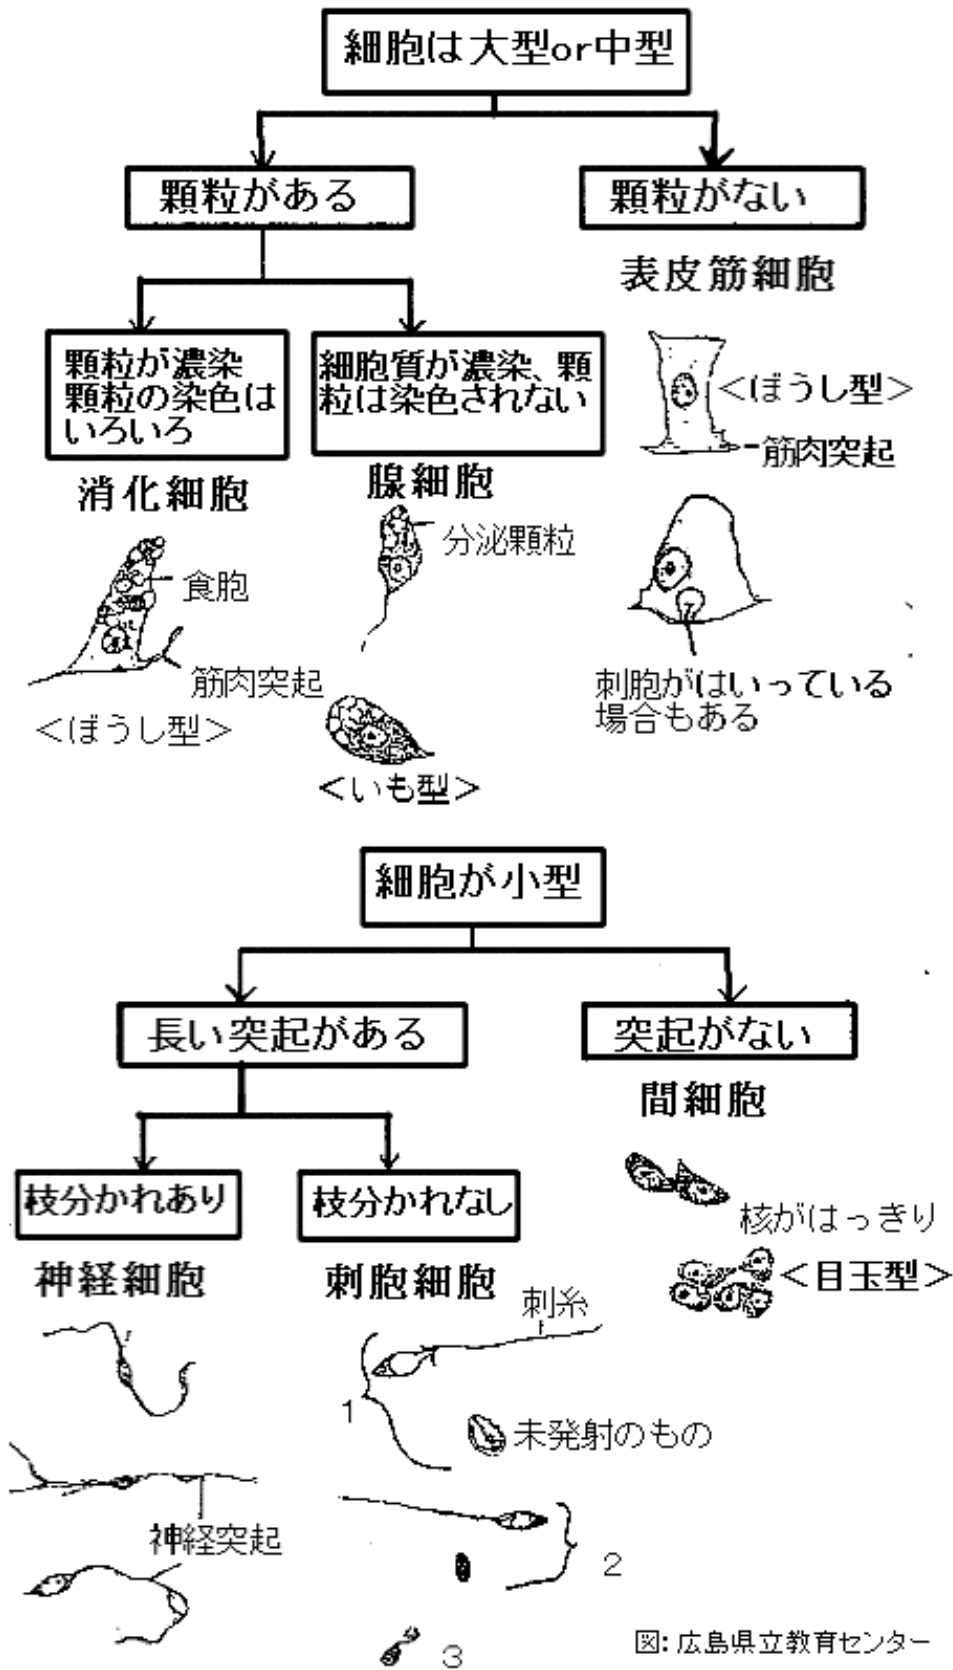 細胞は大型or中型
顆粒がある
顆粒がない
表皮筋細胞
顆粒が濃染
顆粒の染色は
いろいろ
細胞質が濃染、顆
粒は染色されない
<ぼうし型>
筋肉突起
消化細胞
腺細胞
分泌顆粒
食胞
筋肉突起
<ぼうし型>
刺胞がはいっている
場合もある
<いも型>
細胞が小型
長い突起がある
突起がない
間細胞
枝分かれあり
枝分かれなし
核がはっきり
神経細胞
刺胞細胞
<目玉型>
刺糸
1
未発射のもの
神経突起
2
3
図: 広島県立教育センター